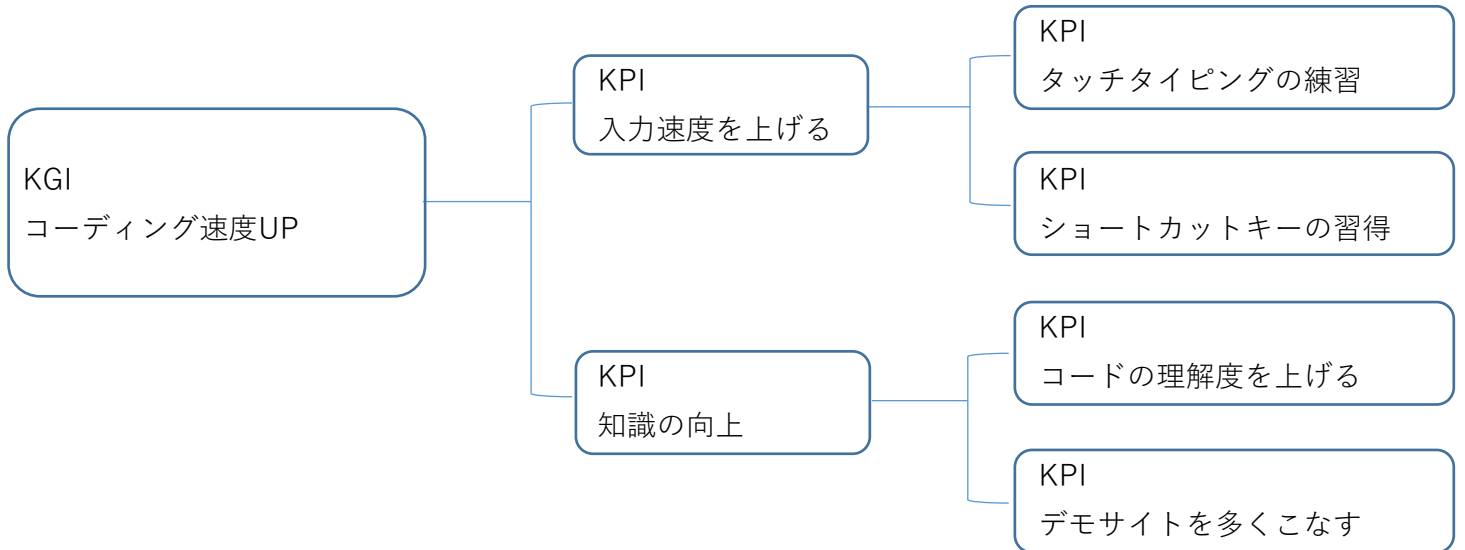 KGI
コーディング速度UP
KPI
入力速度を上げる
KPI
タッチタイピングの練習
KPI
ショートカットキーの習得
KPI
知識の向上
KPI
コードの理解度を上げる
KPI
デモサイトを多くこなす